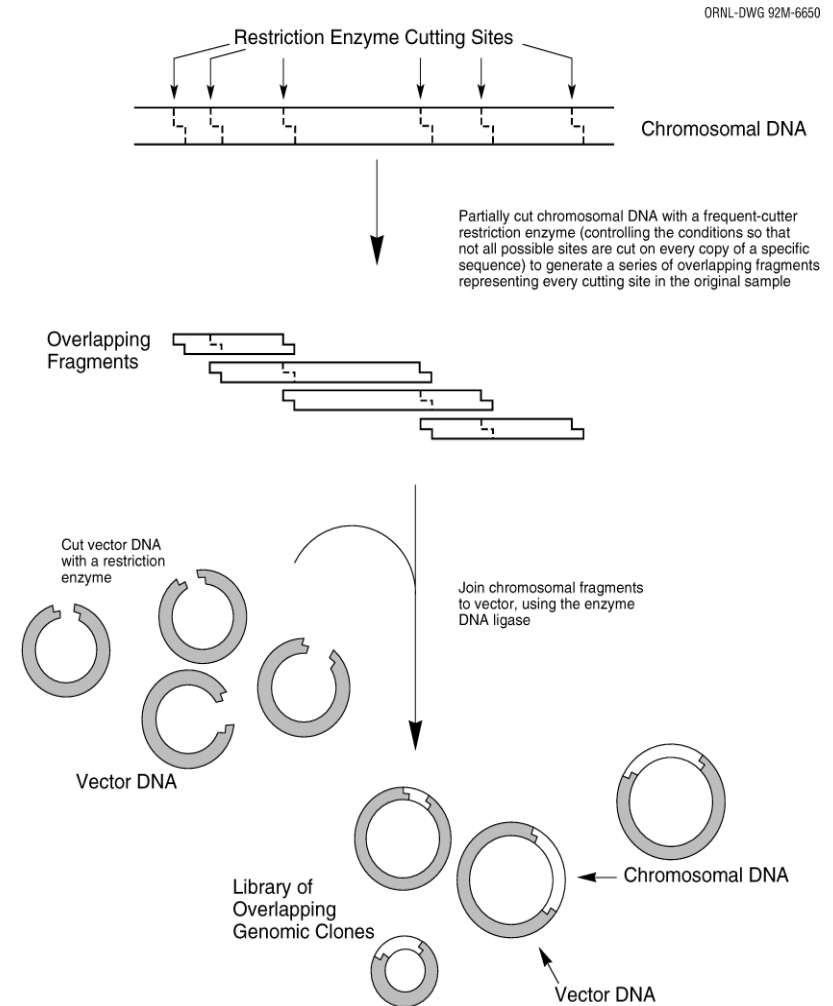 ORNL-DWG 92M-6650
Restriction Enzyme Cutting Sites
Chromosomal DNA
Partially cut chromosomal DNA with a frequent-cutter
restriction enzyme (controlling the conditions so that
not all possible sites are cut on every copy of a specific
sequence) to generate a series of overlapping fragments
representing every cutting site in the original sample
Overlapping
Fragments
Cut vector DNA
with a restriction
enzyme
Join chromosomal fragments
to vector, using the enzyme
DNA ligase
Vector DNA
Chromosomal DNA
Library of
Overlapping
Genomic Clones
Vector DNA